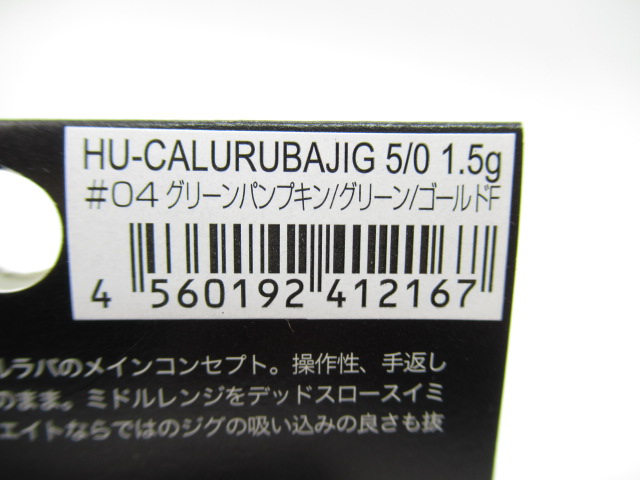 HU-CALURUBAJIG 5/0 1.5g
#04 グリーンパンプキン/グリーン/ゴールドF
4 560192 412167
ルラバのメインコンセプト。操作性、手返し
のまま。ミドルレンジをデッドスロースイミ
エイトならではのジグの吸い込みの良さも抜